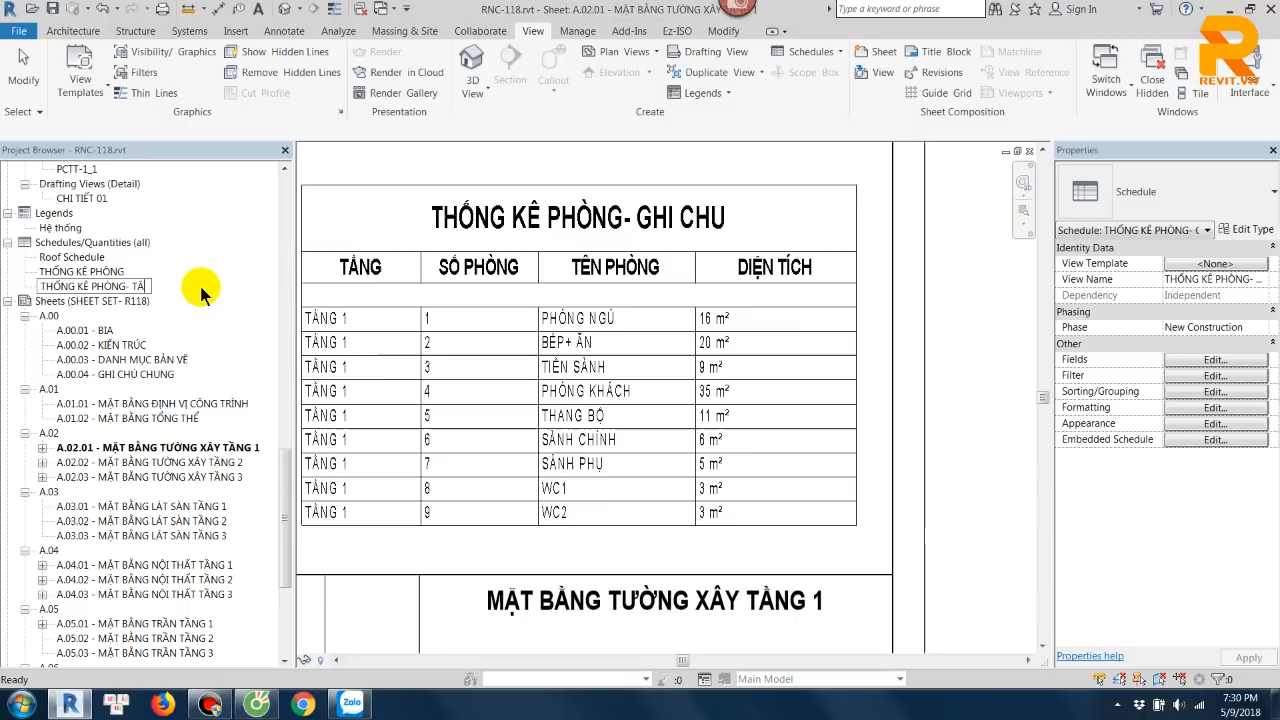 RNC-118.rvt - Sheet: A.02.01 - MẶT BẰNG TƯỜNG XÂY TẦNG 1
Type a keyword or phrase
Sign In
REVIT.VN
File Architecture Structure Systems Insert Annotate Analyze Massing & Site Collaborate View Manage Add-Ins Ez-ISO Modify
Modify
View Templates
Visibility/ Graphics
Filters
Thin Lines
Show Hidden Lines
Remove Hidden Lines
Cut Profile
Render
Render in Cloud
Render Gallery
3D View
Section
Callout
Plan Views
Elevation
Drafting View
Duplicate View
Legends
Schedules
Scope Box
Sheet
View
Title Block
Revisions
Guide Grid
Matchline
View Reference
Viewports
Switch Windows
Close Hidden
Tile
Interface
Select
Graphics
Presentation
Create
Sheet Composition
Windows
Project Browser - RNC-118.rvt
PCTT-1_1
Drafting Views (Detail)
CHI TIẾT 01
Legends
Hệ thống
Schedules/Quantities (all)
Roof Schedule
THỐNG KÊ PHÒNG
THỐNG KÊ PHÒNG- TẦ
Sheets (SHEET SET- R118)
A.00
A.00.01 - BIA
A.00.02 - KIẾN TRÚC
A.00.03 - DANH MỤC BẢN VẼ
A.00.04 - GHI CHÚ CHUNG
A.01
A.01.01 - MẶT BẰNG ĐỊNH VỊ CÔNG TRÌNH
A.01.02 - MẶT BẰNG TỔNG THỂ
A.02
A.02.01 - MẶT BẰNG TƯỜNG XÂY TẦNG 1
A.02.02 - MẶT BẰNG TƯỜNG XÂY TẦNG 2
A.02.03 - MẶT BẰNG TƯỜNG XÂY TẦNG 3
A.03
A.03.01 - MẶT BẰNG LÁT SÀN TẦNG 1
A.03.02 - MẶT BẰNG LÁT SÀN TẦNG 2
A.03.03 - MẶT BẰNG LÁT SÀN TẦNG 3
A.04
A.04.01 - MẶT BẰNG NỘI THẤT TẦNG 1
A.04.02 - MẶT BẰNG NỘI THẤT TẦNG 2
A.04.03 - MẶT BẰNG NỘI THẤT TẦNG 3
A.05
A.05.01 - MẶT BẰNG TRẦN TẦNG 1
A.05.02 - MẶT BẰNG TRẦN TẦNG 2
A.05.03 - MẶT BẰNG TRẦN TẦNG 3
THỐNG KÊ PHÒNG- GHI CHU
TẦNG SỐ PHÒNG TÊN PHÒNG DIỆN TÍCH
TẦNG 1 1 PHÒNG NGỦ 16 m²
TẦNG 1 2 BẾP+ ĂN 20 m²
TẦNG 1 3 TIỀN SẢNH 9 m²
TẦNG 1 4 PHÒNG KHÁCH 35 m²
TẦNG 1 5 THANG BỘ 11 m²
TẦNG 1 6 SẢNH CHÍNH 6 m²
TẦNG 1 7 SẢNH PHỤ 5 m²
TẦNG 1 8 WC1 3 m²
TẦNG 1 9 WC2 3 m²
MẶT BẰNG TƯỜNG XÂY TẦNG 1
Properties
Schedule
Schedule: THỐNG KÊ PHÒNG- ( Edit Type
Identity Data
View Template <None>
View Name THỐNG KÊ PHÒNG- ...
Dependency Independent
Phasing
Phase New Construction
Other
Fields Edit...
Filter Edit...
Sorting/Grouping Edit...
Formatting Edit...
Appearance Edit...
Embedded Schedule Edit...
Properties help
Apply
Ready
:0
Main Model
:0
Zalo
7:30 PM
5/9/2018